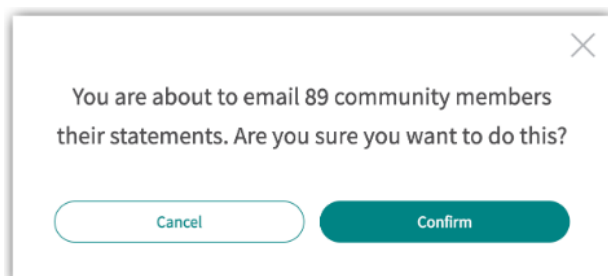 You are about to email 89 community members
their statements. Are you sure you want to do this?
Cancel
Confirm